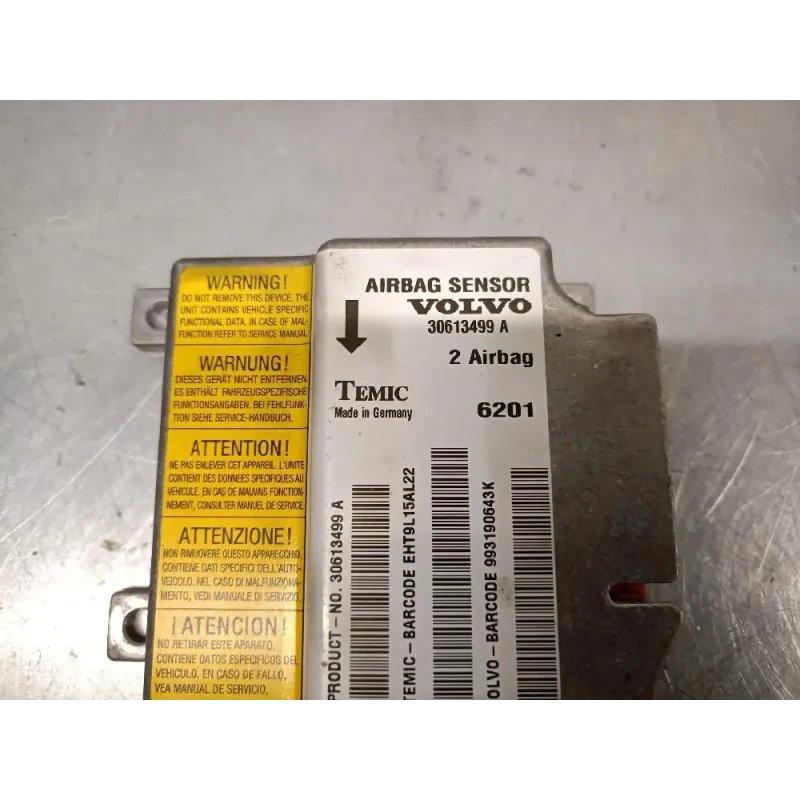 WARNING!
DO NOT REMOVE THIS DEVICE. THE
UNIT CONTAINS VEHICLE SPECIFIC
FUNCTIONAL DATA. IN CASE OF MAL-
FUNCTION REFER TO SERVICE MANUAL.
WARNUNG!
DIESES GERÄT NICHT ENTFERNEN.
ES ENTHÄLT FAHRZEUGSPEZIFISCHE
FUNKTIONSANGABEN. BEI FEHLFUNK-
TION SIEHE SERVICE-HANDBUCH.
ATTENTION!
NE PAS ENLEVER CET APPAREIL. L'UNITE
CONTIENT DES DONNEES SPECIFIQUES AU
VEHICULE. EN CAS DE MAUVAIS FONCTION-
NEMENT, CONSULTER MANUEL DE SERVICE
ATTENZIONE!
NON RIMUOVERE QUESTO APPARECCHIO.
CONTIENE DATI SPECIFICI DELL'AUTO-
VEICOLO. NEL CASO DI MALFUNZIONA-
MENTO, VEDI MANUALE DI SERVIZIO.
¡ATENCION!
NO RETIRAR ESTE APARATO.
CONTIENE DATOS ESPECIFICOS DEL
VEHICULO. EN CASO DE FALLO,
VEA MANUAL DE SERVICIO.
AIRBAG SENSOR
VOLVO
30613499 A
2 Airbag
TEMIC
Made in Germany
6201
PRODUCT-NO. 30613499 A
TEMIC-BARCODE EHT9L15AL22
VOLVO-BARCODE 993190643K